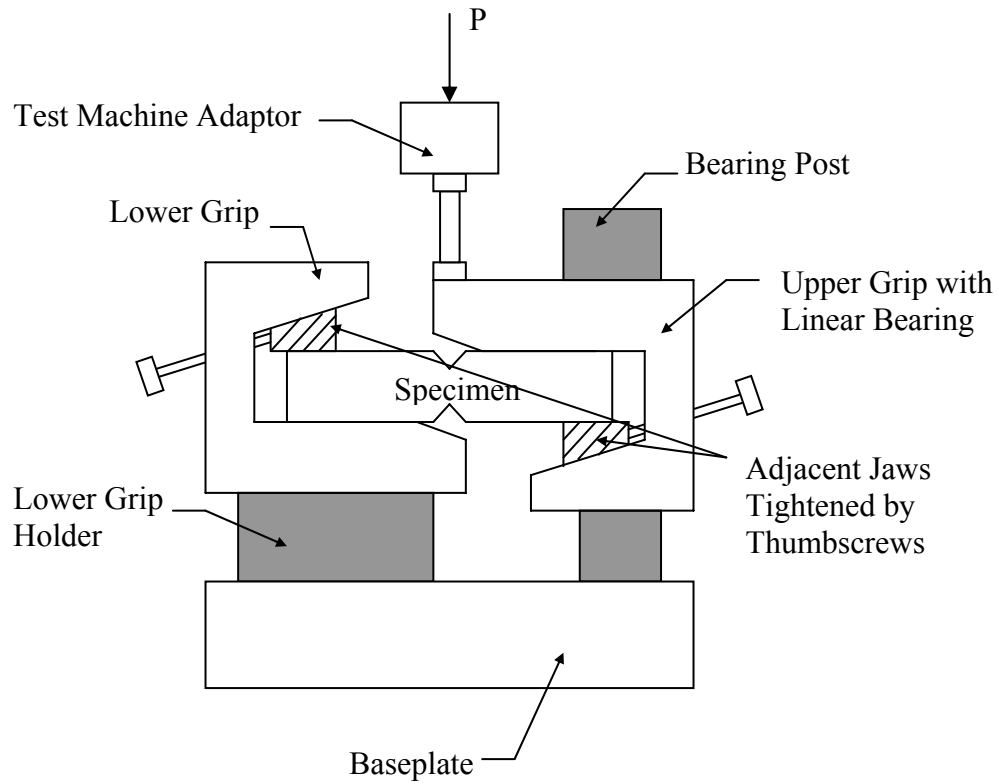 P
Test Machine Adaptor
Bearing Post
Lower Grip
Upper Grip with
Linear Bearing
Specimen
Adjacent Jaws
Tightened by
Thumbscrews
Lower Grip
Holder
Baseplate